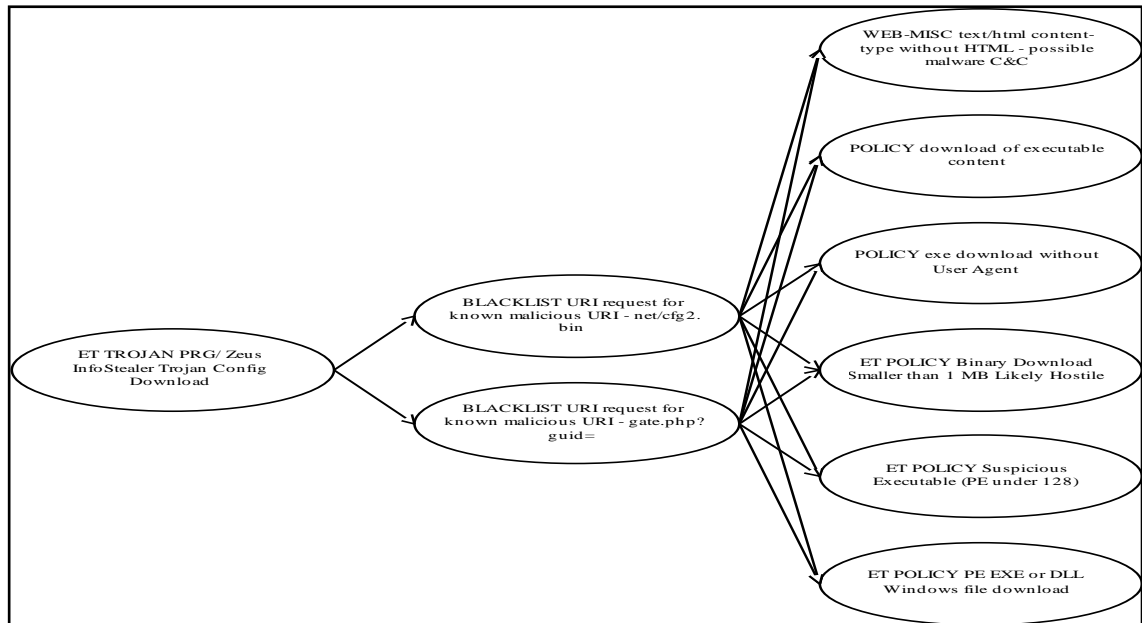 ET TROJAN PRG/ Zeus
InfoStealer Trojan Config
Download
BLACKLIST URI request for
known malicious URI - net/cfg2.
bin
BLACKLIST URI request for
known malicious URI - gate.php?
guid=
WEB-MISC text/html content-
type without HTML - possible
malware C&C
POLICY download of executable
content
POLICY exe download without
User Agent
ET POLICY Binary Download
Smaller than 1 MB Likely Hostile
ET POLICY Suspicious
Executable (PE under 128)
ET POLICY PE EXE or DLL
Windows file download